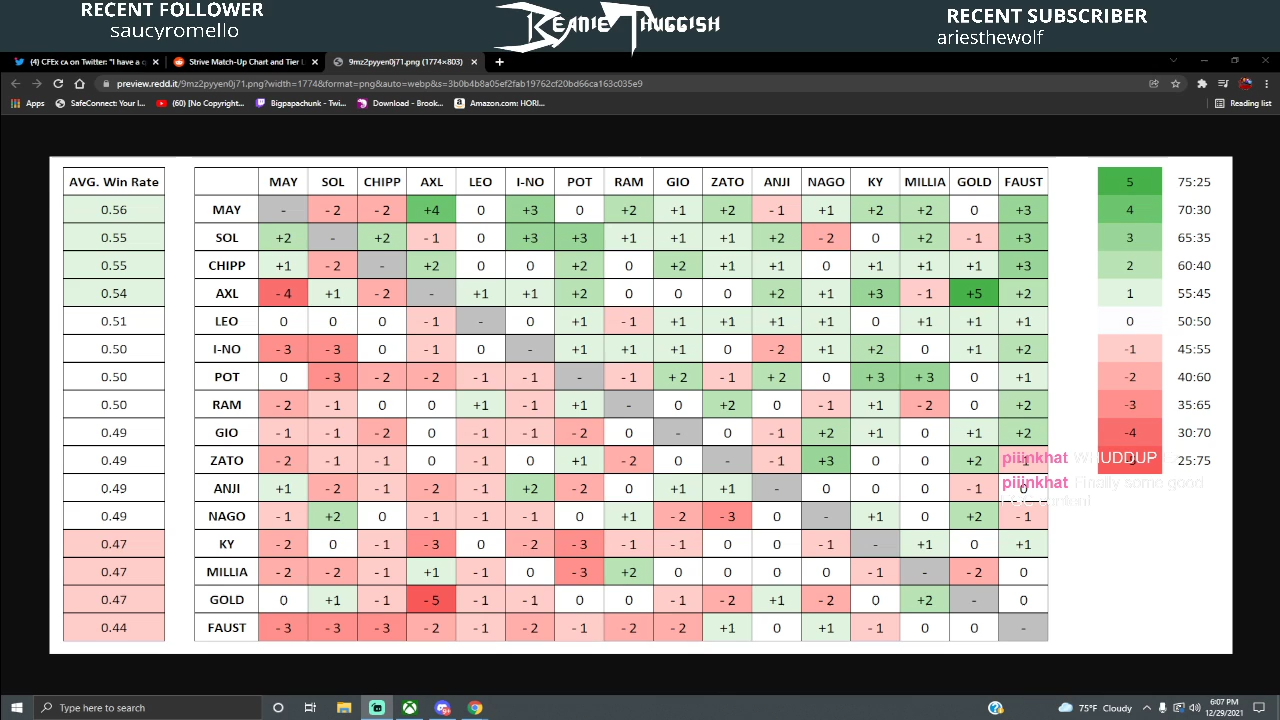 RECENT FOLLOWER
saucyromello
BEANIE THUGGISH
RECENT SUBSCRIBER
ariesthewolf
(4) CFEx ca on Twitter: "I have a q
Strive Match-Up Chart and Tier L
9mz2pyyen0j71.png (1774×803)
preview.redd.it/9mz2pyyen0j71.png?width=1774&format=png&auto=webp&s=3b0b4b8a05ef2fab19762cf20bd66ca163c035e9
Apps SafeConnect: Your I... (60) [No Copyright... Bigpapachunk - Twi... Download - Brook... Amazon.com: HORI... Reading list
AVG. Win Rate MAY SOL CHIPP AXL LEO I-NO POT RAM GIO ZATO ANJI NAGO KY MILLIA GOLD FAUST 5 75:25
0.56 MAY - - 2 - 2 +4 0 +3 0 +2 +1 +2 - 1 +1 +2 +2 0 +3 4 70:30
0.55 SOL +2 - +2 - 1 0 +3 +3 +1 +1 +1 +2 - 2 0 +2 - 1 +3 3 65:35
0.55 CHIPP +1 - 2 - +2 0 0 +2 0 +2 +1 +1 0 +1 +1 +1 +3 2 60:40
0.54 AXL - 4 +1 - 2 - +1 +1 +2 0 0 0 +2 +1 +3 - 1 +5 +2 1 55:45
0.51 LEO 0 0 0 - 1 - 0 +1 - 1 +1 +1 +1 +1 0 +1 +1 +1 0 50:50
0.50 I-NO - 3 - 3 0 - 1 0 - +1 +1 +1 0 - 2 +1 +2 0 +1 +2 -1 45:55
0.50 POT 0 - 3 - 2 - 2 - 1 - 1 - - 1 + 2 - 1 +2 0 + 3 + 3 0 +1 -2 40:60
0.50 RAM - 2 - 1 0 0 +1 - 1 +1 - 0 +2 0 - 1 +1 - 2 0 +2 -3 35:65
0.49 GIO - 1 - 1 - 2 0 - 1 - 1 - 2 0 - 0 - 1 +2 +1 0 +1 +2 -4 30:70
0.49 ZATO - 2 - 1 - 1 0 - 1 0 +1 - 2 0 - - 1 +3 0 0 +2 25:75
piijnkhat WHUDDUP
0.49 ANJI +1 - 2 - 1 - 2 - 1 +2 - 2 0 +1 +1 - 0 0 0 - 1 0
piijnkhat Finally some good
content
0.49 NAGO - 1 +2 0 - 1 - 1 - 1 0 +1 - 2 - 3 0 - +1 0 +2 - 1
0.47 KY - 2 0 - 1 - 3 0 - 2 - 3 - 1 - 1 0 0 - 1 - +1 0 +1
0.47 MILLIA - 2 - 2 - 1 +1 - 1 0 - 3 +2 0 0 0 0 - 1 - - 2 0
0.47 GOLD 0 +1 - 1 - 5 - 1 - 1 0 0 - 1 - 2 +1 - 2 0 +2 - 0
0.44 FAUST - 3 - 3 - 3 - 2 - 1 - 2 - 1 - 2 - 2 +1 0 +1 - 1 0 0 -
Type here to search
75°F Cloudy
6:07 PM
12/29/2021